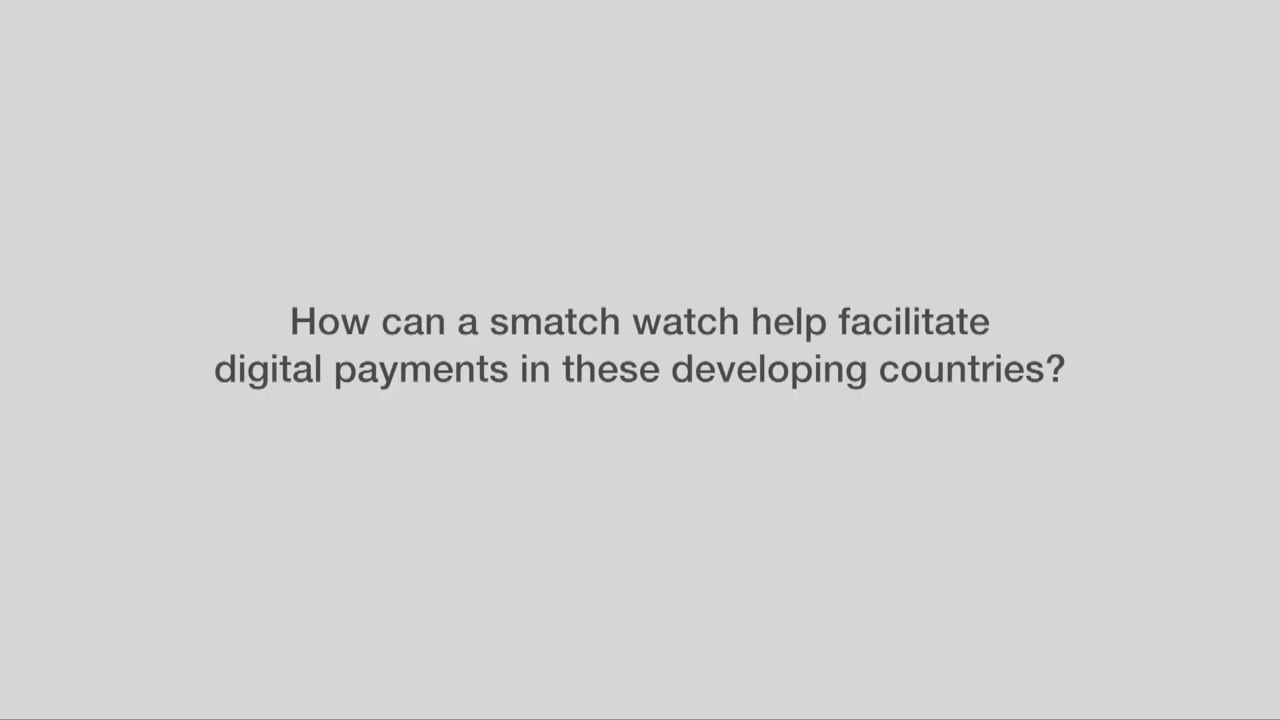 How can a smatch watch help facilitate
digital payments in these developing countries?